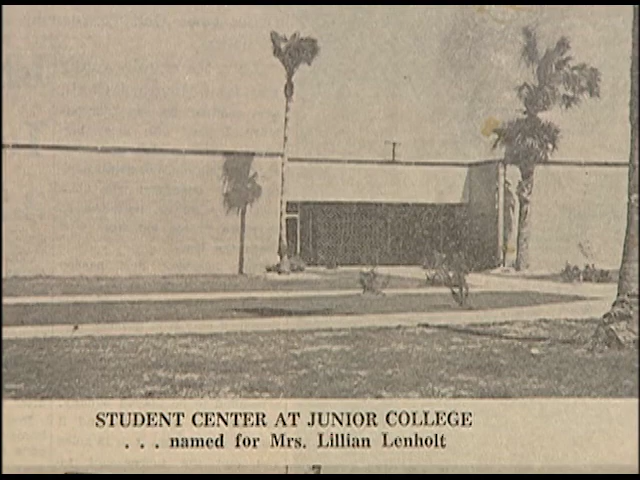 STUDENT CENTER AT JUNIOR COLLEGE
. . . named for Mrs. Lillian Lenholt